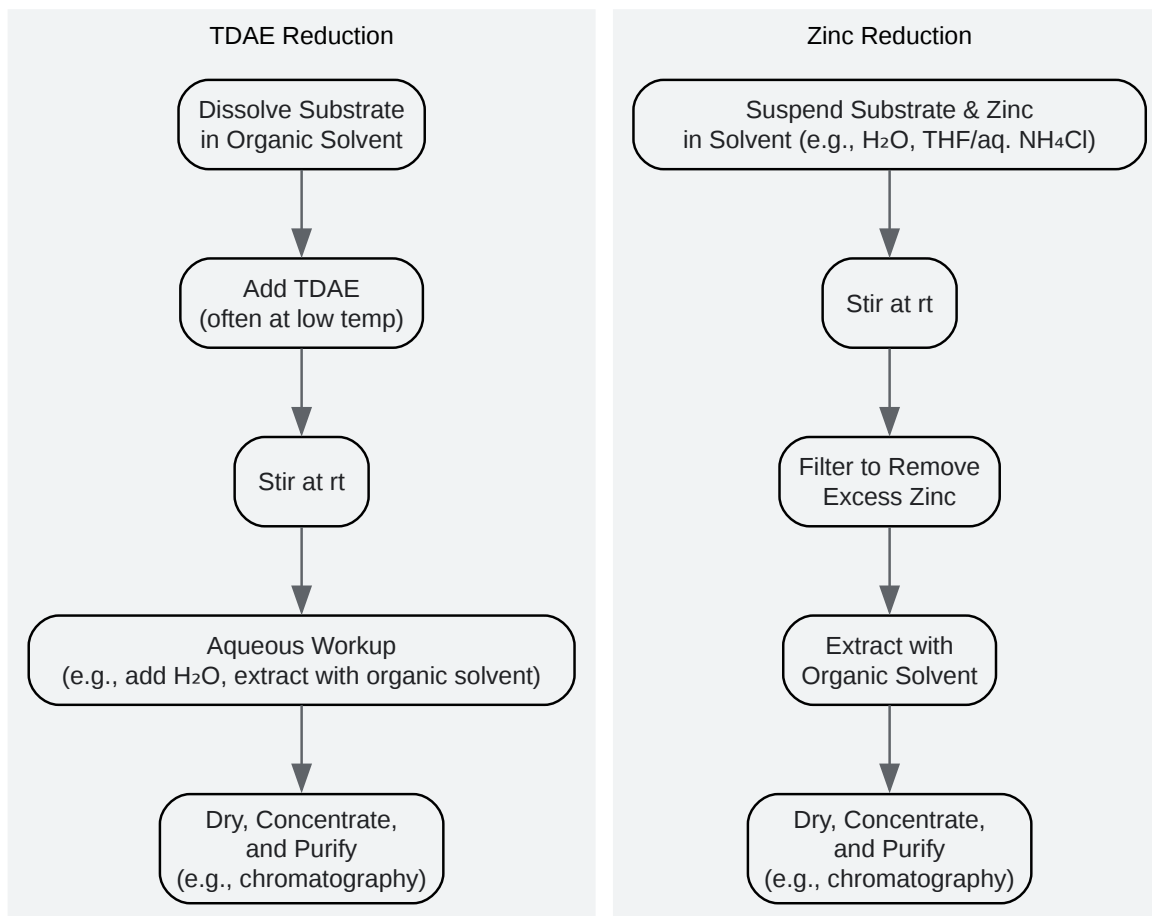 TDAE Reduction
Dissolve Substrate
in Organic Solvent
Add TDAE
(often at low temp)
Stir at rt
Aqueous Workup
(e.g., add H₂O, extract with organic solvent)
Dry, Concentrate,
and Purify
(e.g., chromatography)
Zinc Reduction
Suspend Substrate & Zinc
in Solvent (e.g., H₂O, THF/aq. NH₄Cl)
Stir at rt
Filter to Remove
Excess Zinc
Extract with
Organic Solvent
Dry, Concentrate,
and Purify
(e.g., chromatography)